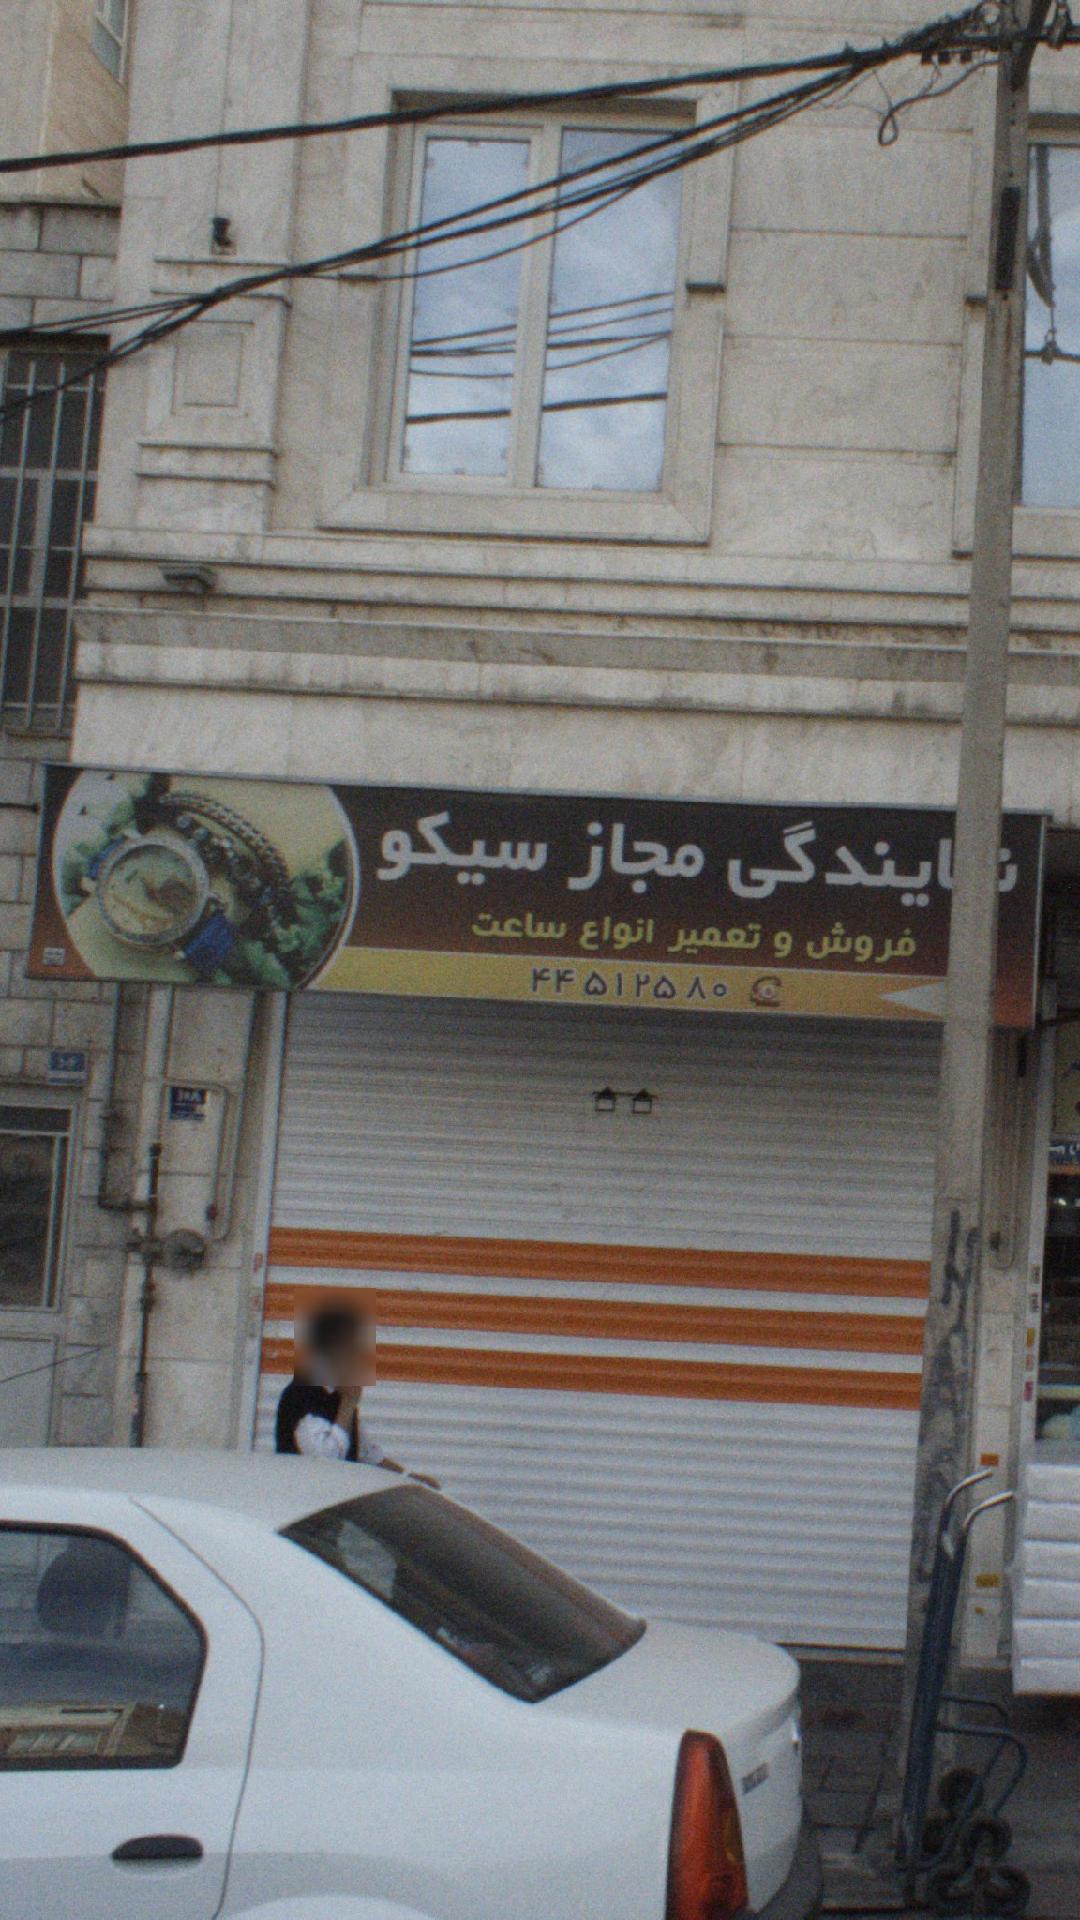 نمایندگی مجاز سیکو
فروش و تعمیر انواع ساعت
۴۴۵۱۲۵۸۰